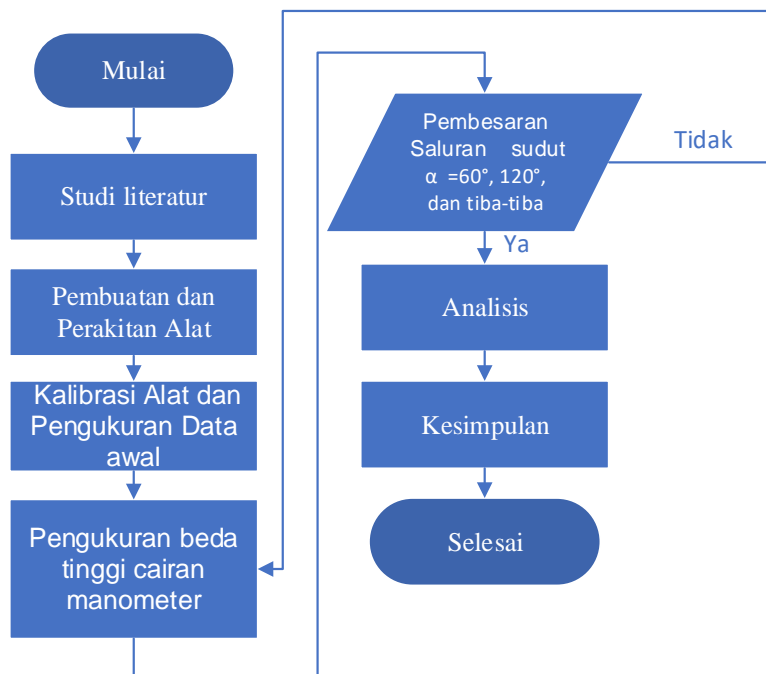 Mulai
Studi literatur
Pembuatan dan
Perakitan Alat
Kalibrasi Alat dan
Pengukuran Data
awal
Pengukuran beda
tinggi cairan
manometer
Pembesaran
Saluran sudut
α =60°, 120°,
dan tiba-tiba
Tidak
Ya
Analisis
Kesimpulan
Selesai